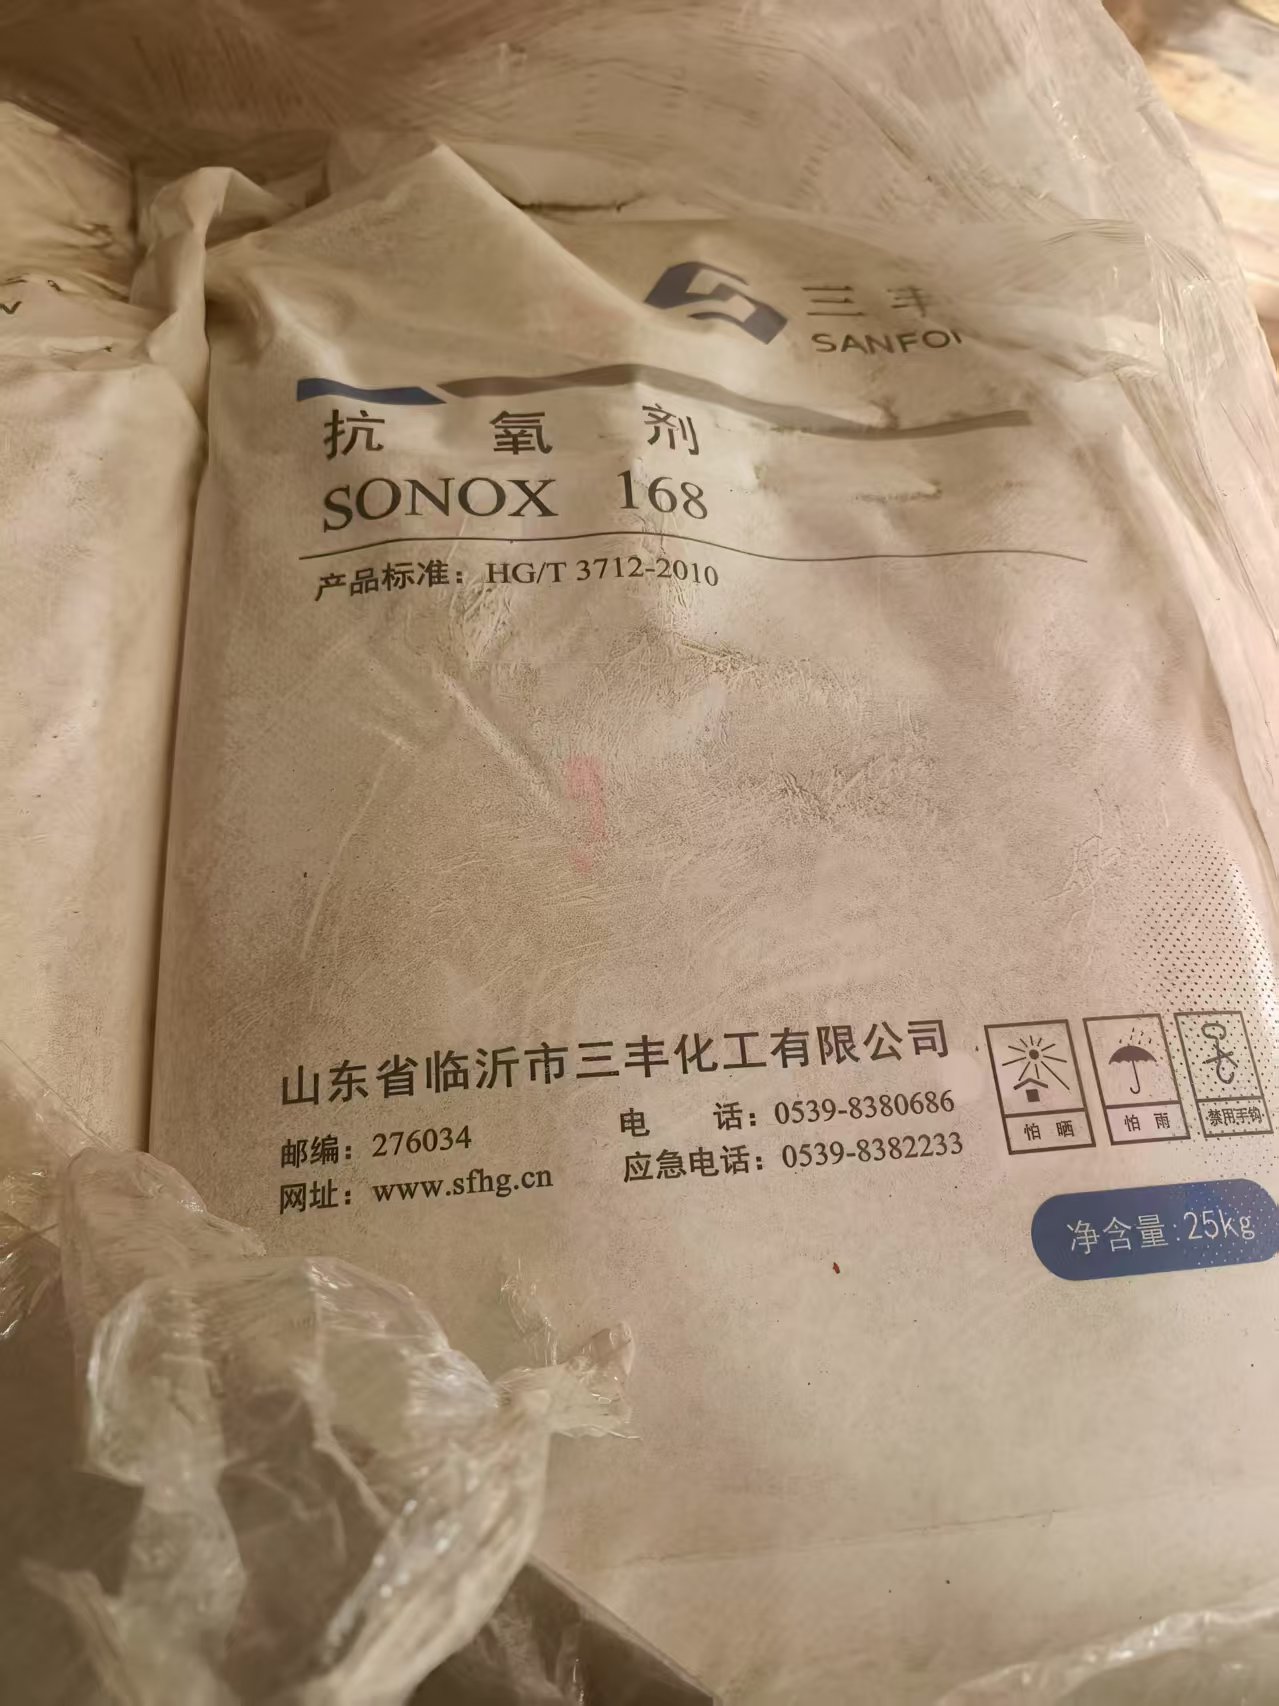 三丰
抗氧剂
SONOX 168
产品标准：HG/T 3712-2010
山东省临沂市三丰化工有限公司
邮编：276034 电 话：0539-8380686
网址：www.sfhg.cn 应急电话：0539-8382233
怕晒 怕雨 禁用手钩
净含量:25kg